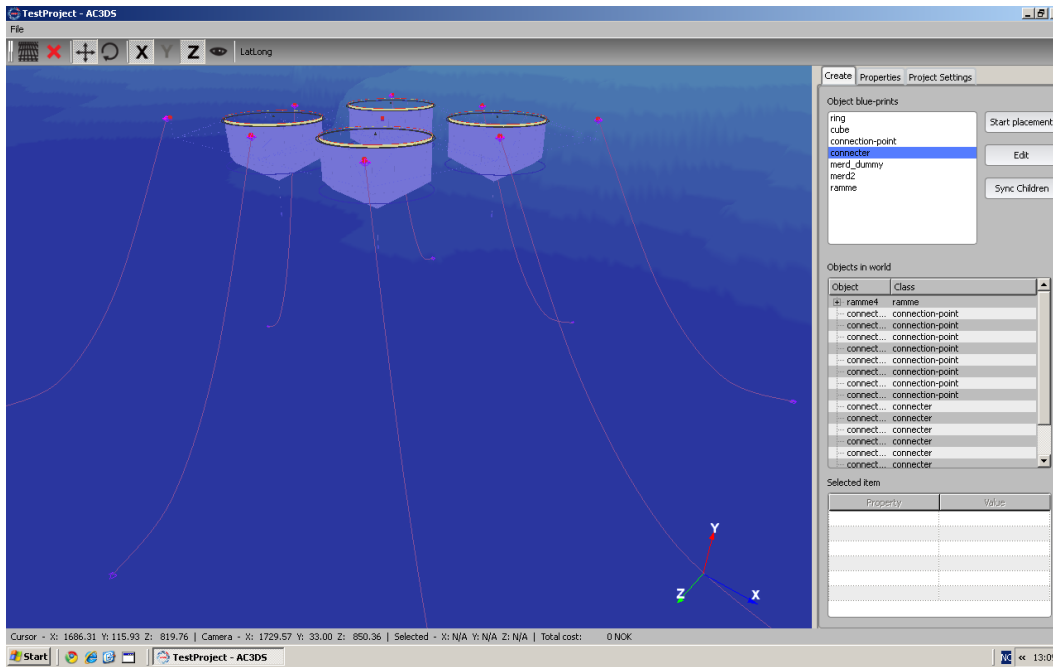 TestProject - AC3DS
File
X Y Z LatLong
Create Properties Project Settings
Object blue-prints
ring
cube
connection-point
connecter
merd_dummy
merd2
ramme
Start placement
Edit
Sync Children
Objects in world
Object Class
ramme4 ramme
connect... connection-point
connect... connection-point
connect... connection-point
connect... connection-point
connect... connection-point
connect... connection-point
connect... connection-point
connect... connection-point
connect... connecter
connect... connecter
connect... connecter
connect... connecter
connect... connecter
connect... connecter
Selected item
Property Value
Y
Z X
Cursor - X: 1686.31 Y: 115.93 Z: 819.76 | Camera - X: 1729.57 Y: 33.00 Z: 850.36 | Selected - X: N/A Y: N/A Z: N/A | Total cost: 0 NOK
Start TestProject - AC3DS NO « 13:09